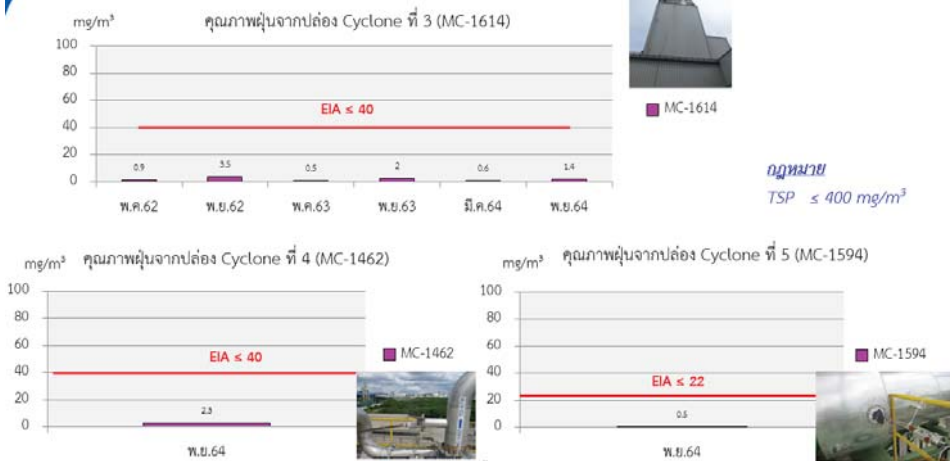 mg/m³
คุณภาพฝุ่นจากปล่อง Cyclone ที่ 3 (MC-1614)
100
80
60
40
20
0
EIA ≤ 40
0.9 3.5 0.5 2 0.6 1.4
พ.ค.62 พ.ย.62 พ.ค.63 พ.ย.63 มี.ค.64 พ.ย.64
MC-1614
กฎหมาย
TSP ≤ 400 mg/m³
mg/m³
คุณภาพฝุ่นจากปล่อง Cyclone ที่ 4 (MC-1462)
100
80
60
40
20
0
EIA ≤ 40
2.3
พ.ย.64
MC-1462
mg/m³
คุณภาพฝุ่นจากปล่อง Cyclone ที่ 5 (MC-1594)
100
80
60
40
20
0
EIA ≤ 22
0.5
พ.ย.64
MC-1594